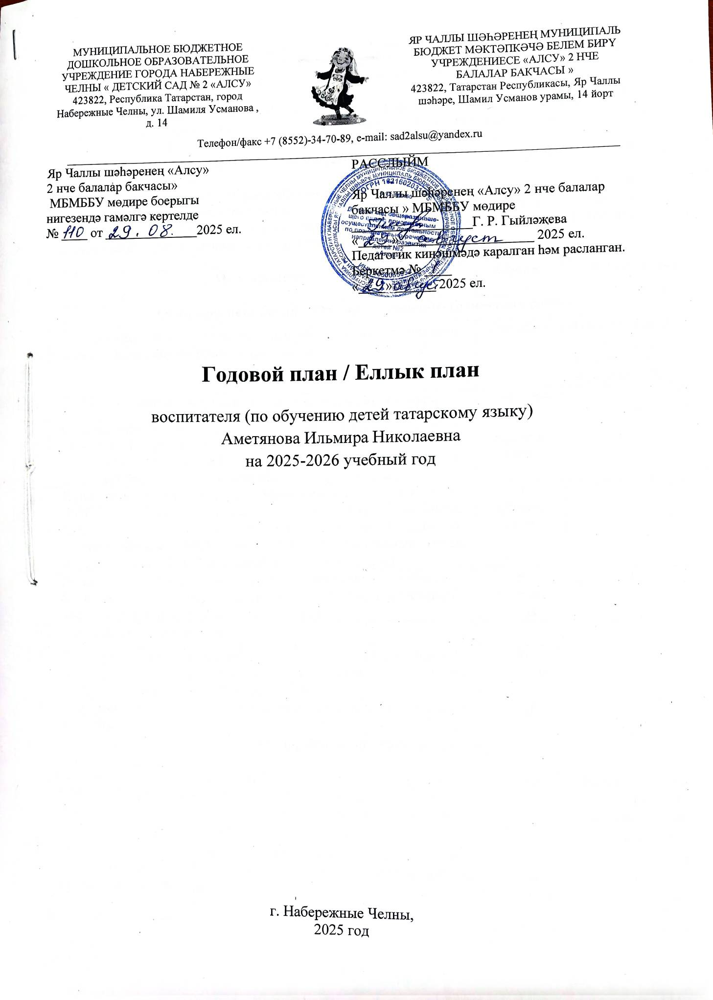 МУНИЦИПАЛЬНОЕ БЮДЖЕТНОЕ
ДОШКОЛЬНОЕ ОБРАЗОВАТЕЛЬНОЕ
УЧРЕЖДЕНИЕ ГОРОДА НАБЕРЕЖНЫЕ
ЧЕЛНЫ « ДЕТСКИЙ САД № 2 «АЛСУ»
423822, Республика Татарстан, город
Набережные Челны, ул. Шамиля Усманова ,
д. 14
ЯР ЧАЛЛЫ ШӘҺӘРЕНЕҢ МУНИЦИПАЛЬ
БЮДЖЕТ МӘКТӘПКӘЧӘ БЕЛЕМ БИРҮ
УЧРЕЖДЕНИЕСЕ «АЛСУ» 2 НЧЕ
БАЛАЛАР БАКЧАСЫ »
423822, Татарстан Республикасы, Яр Чаллы
шәһәре, Шамил Усманов урамы, 14 йорт
Телефон/факс +7 (8552)-34-70-89, e-mail: sad2alsu@yandex.ru
Яр Чаллы шәһәренең «Алсу»
2 нче балалар бакчасы»
МБМББУ мөдире боерыгы
нигезендә гамәлгә кертелде
№ 110 от 29. 08. 2025 ел.
РАССЛЫЙМ
Яр Чаллы шәһәренең «Алсу» 2 нче балалар
бакчасы » МБМББУ мөдире
Г. Р. Гыйләҗева
«29» август 2025 ел.
Педагогик киңәшмәдә каралган һәм расланган.
Беркетмә № 1
«29» август 2025 ел.
детей №2
Годовой план / Еллык план
воспитателя (по обучению детей татарскому языку)
Аметянова Ильмира Николаевна
на 2025-2026 учебный год
г. Набережные Челны,
2025 год